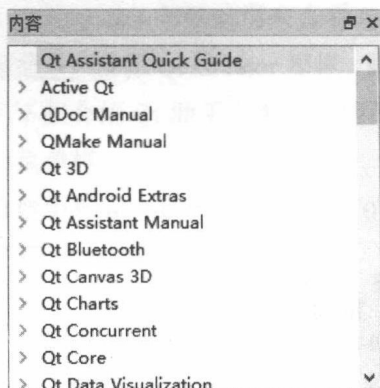 内容
Qt Assistant Quick Guide
Active Qt
QDoc Manual
QMake Manual
Qt 3D
Qt Android Extras
Qt Assistant Manual
Qt Bluetooth
Qt Canvas 3D
Qt Charts
Qt Concurrent
Qt Core
Qt Data Visualization